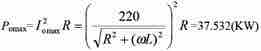 P_{omax}=I_{omax}^{2} R = \left( \frac{220}{\sqrt{R^{2}+(\omega L)^{2}}} \right)^{2} R=37.532(KW)